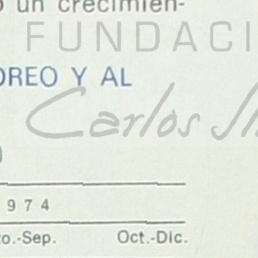 un crecimien-
FUNDACI
OREO Y AL
Carlos
974
o.-Sep. Oct.-Dic.